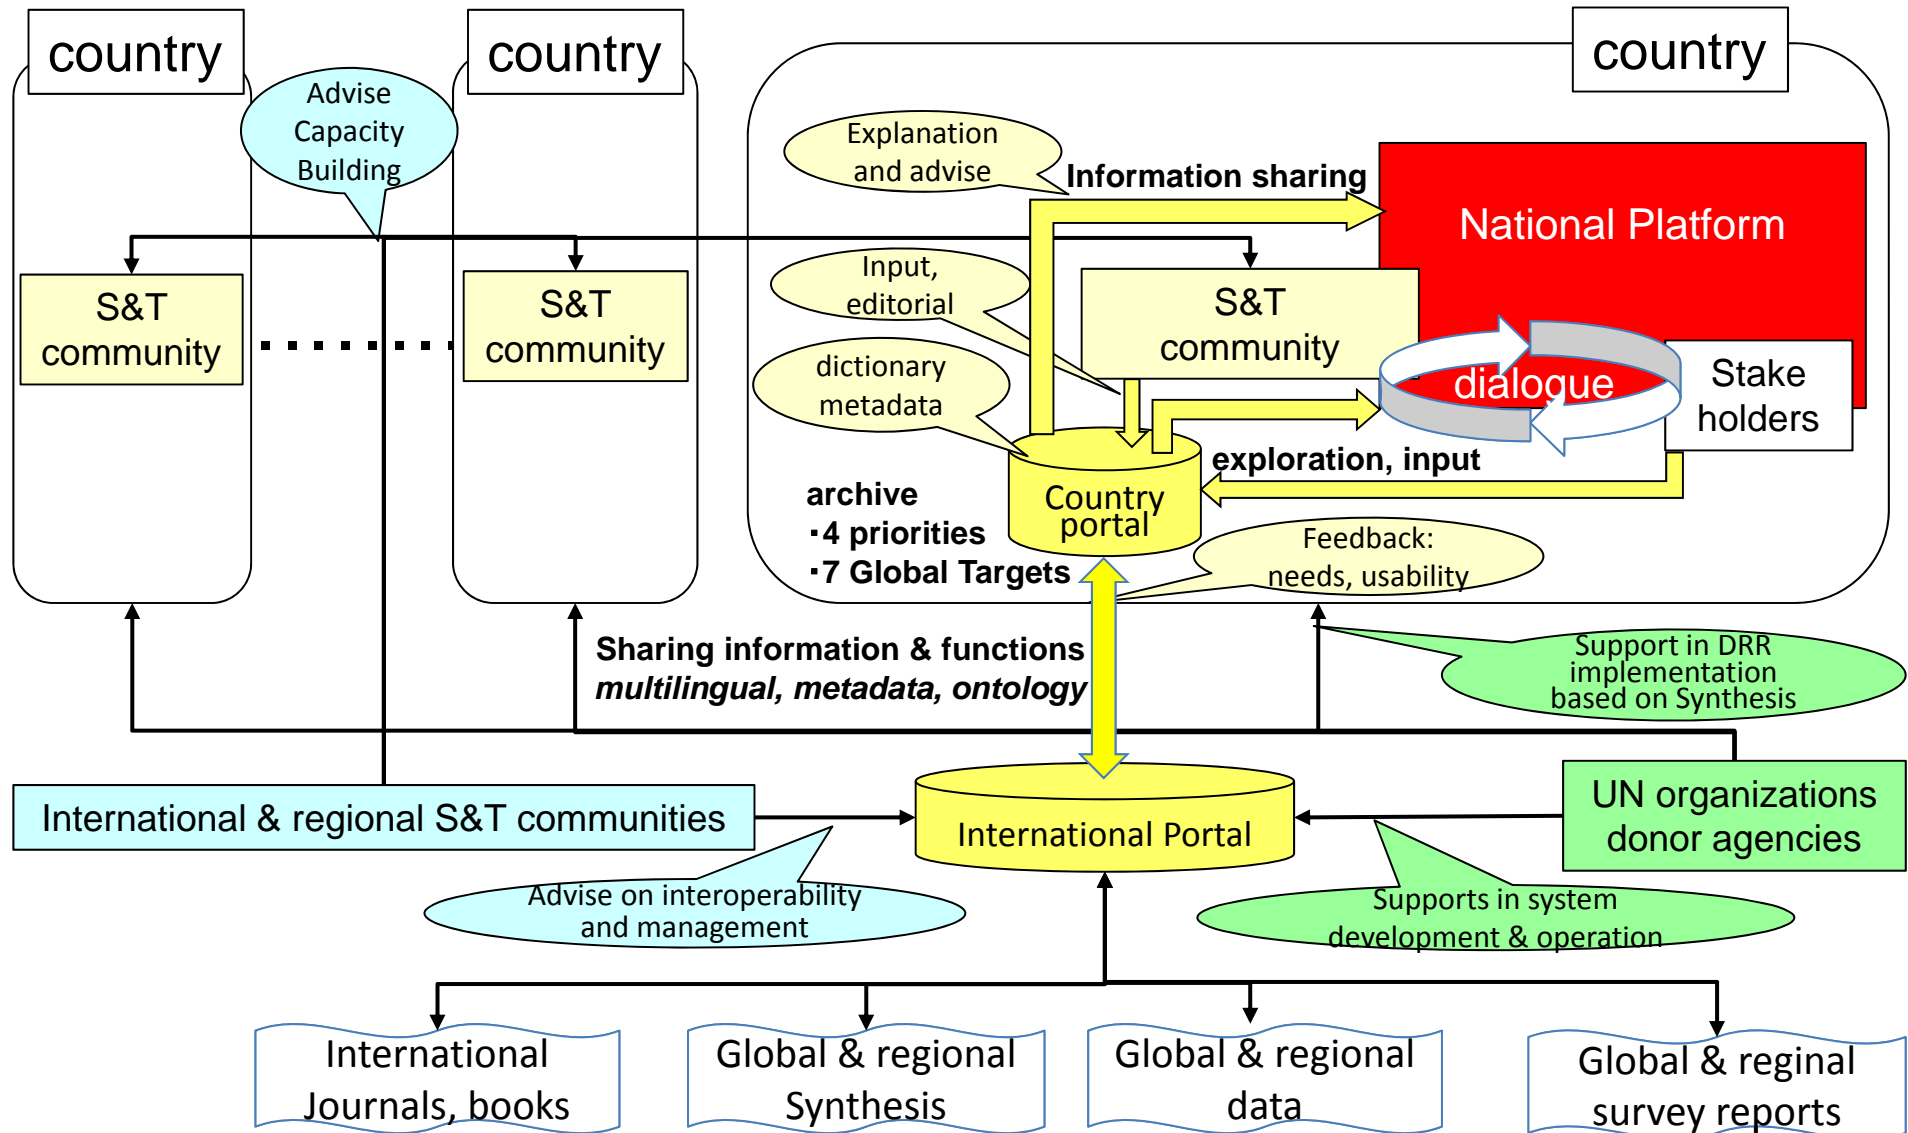 country
country
country
Advise
Capacity
Building
Explanation
and advise
Information sharing
National Platform
Input,
editorial
S&T
community
S&T
community
S&T
community
dictionary
metadata
dialogue
Stake
holders
exploration, input
archive
･4 priorities
･7 Global Targets
Country
portal
Feedback:
needs, usability
Sharing information & functions
multilingual, metadata, ontology
Support in DRR
implementation
based on Synthesis
International & regional S&T communities
International Portal
UN organizations
donor agencies
Advise on interoperability
and management
Supports in system
development & operation
International
Journals, books
Global & regional
Synthesis
Global & regional
data
Global & reginal
survey reports